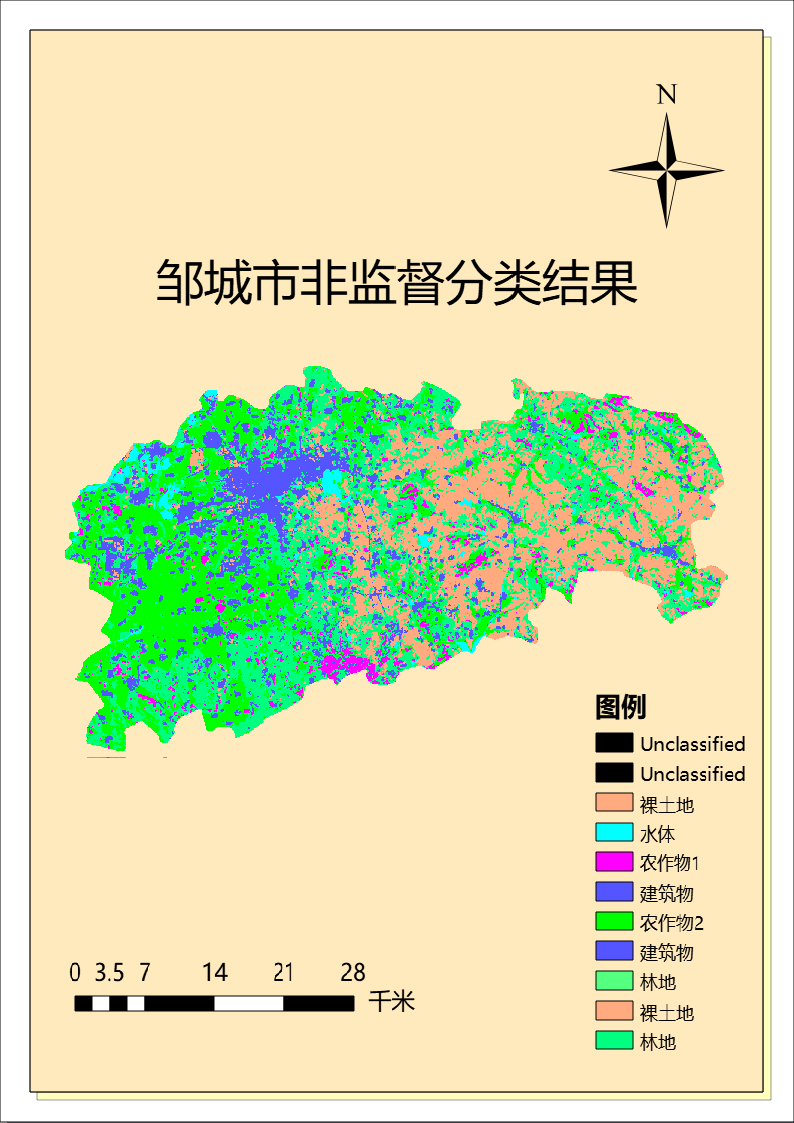 N
邹城市非监督分类结果
图例
Unclassified
Unclassified
裸土地
水体
农作物1
建筑物
农作物2
建筑物
林地
裸土地
林地
0 3.5 7 14 21 28
千米